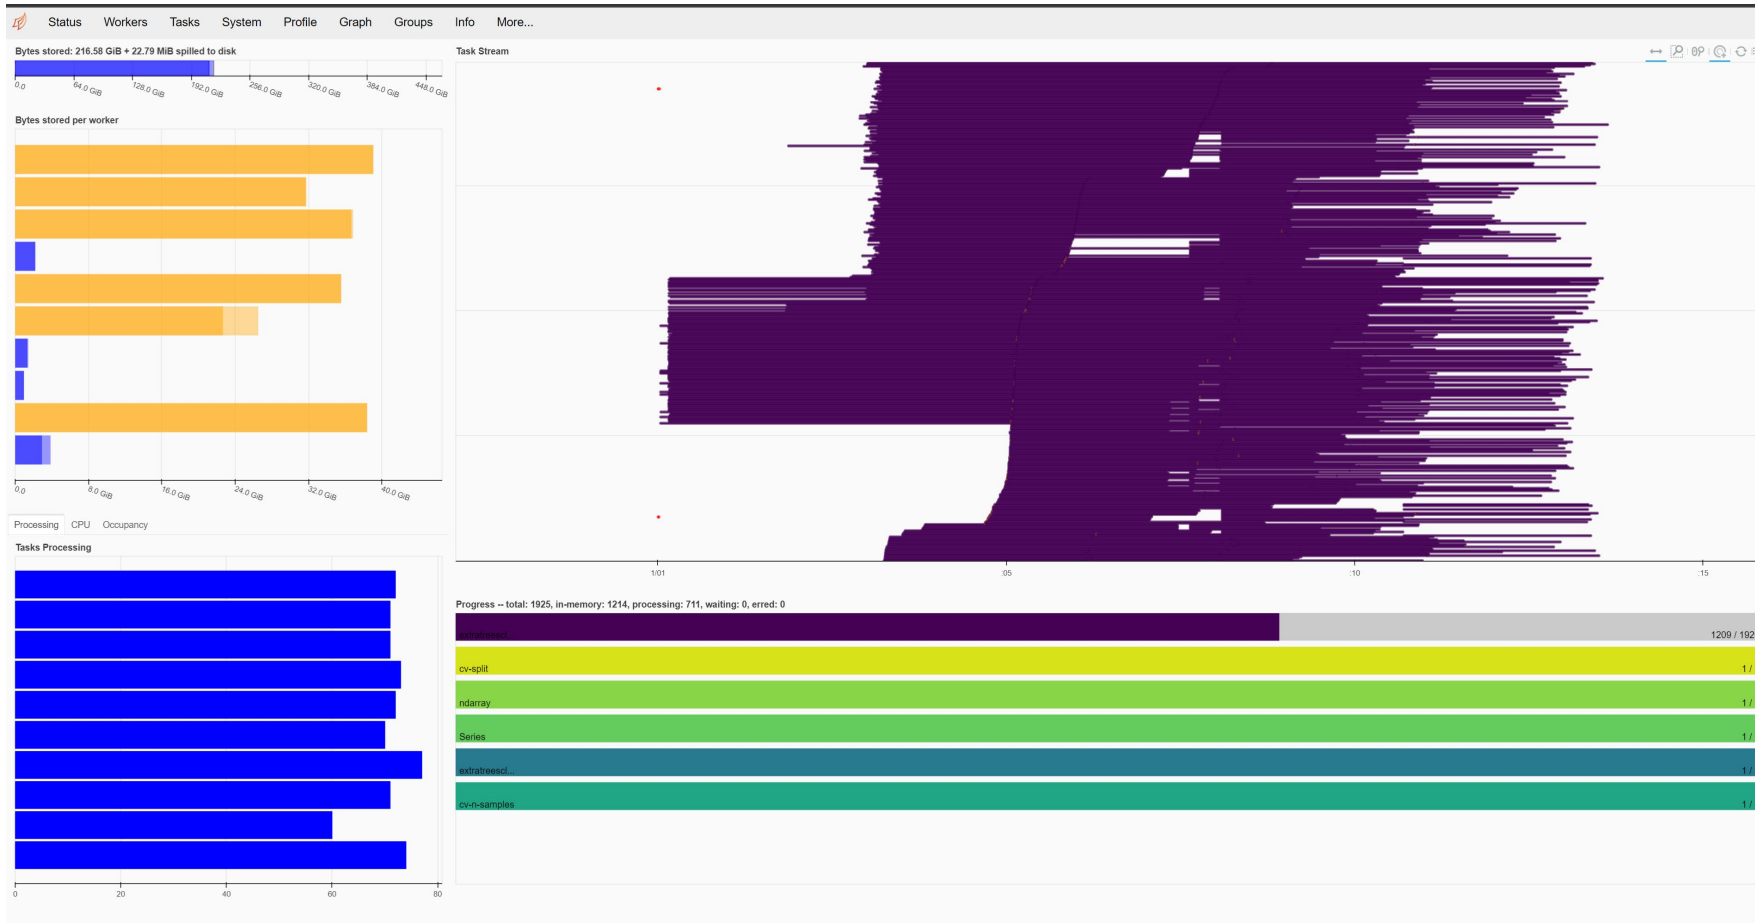 Status Workers Tasks System Profile Graph Groups Info More...
Bytes stored: 216.58 GiB + 22.79 MiB spilled to disk
0.0 64.0 GiB 128.0 GiB 192.0 GiB 256.0 GiB 320.0 GiB 384.0 GiB 448.0 GiB
Bytes stored per worker
0.0 8.0 GiB 16.0 GiB 24.0 GiB 32.0 GiB 40.0 GiB
Processing CPU Occupancy
Tasks Processing
0 20 40 60 80
Task Stream
1/01 :05 :10 :15
Progress -- total: 1925, in-memory: 1214, processing: 711, waiting: 0, erred: 0
extratreescl...
1209 / 192
cv-split
1 /
ndarray
1 /
Series
1 /
extratreescl...
1 /
cv-n-samples
1 /